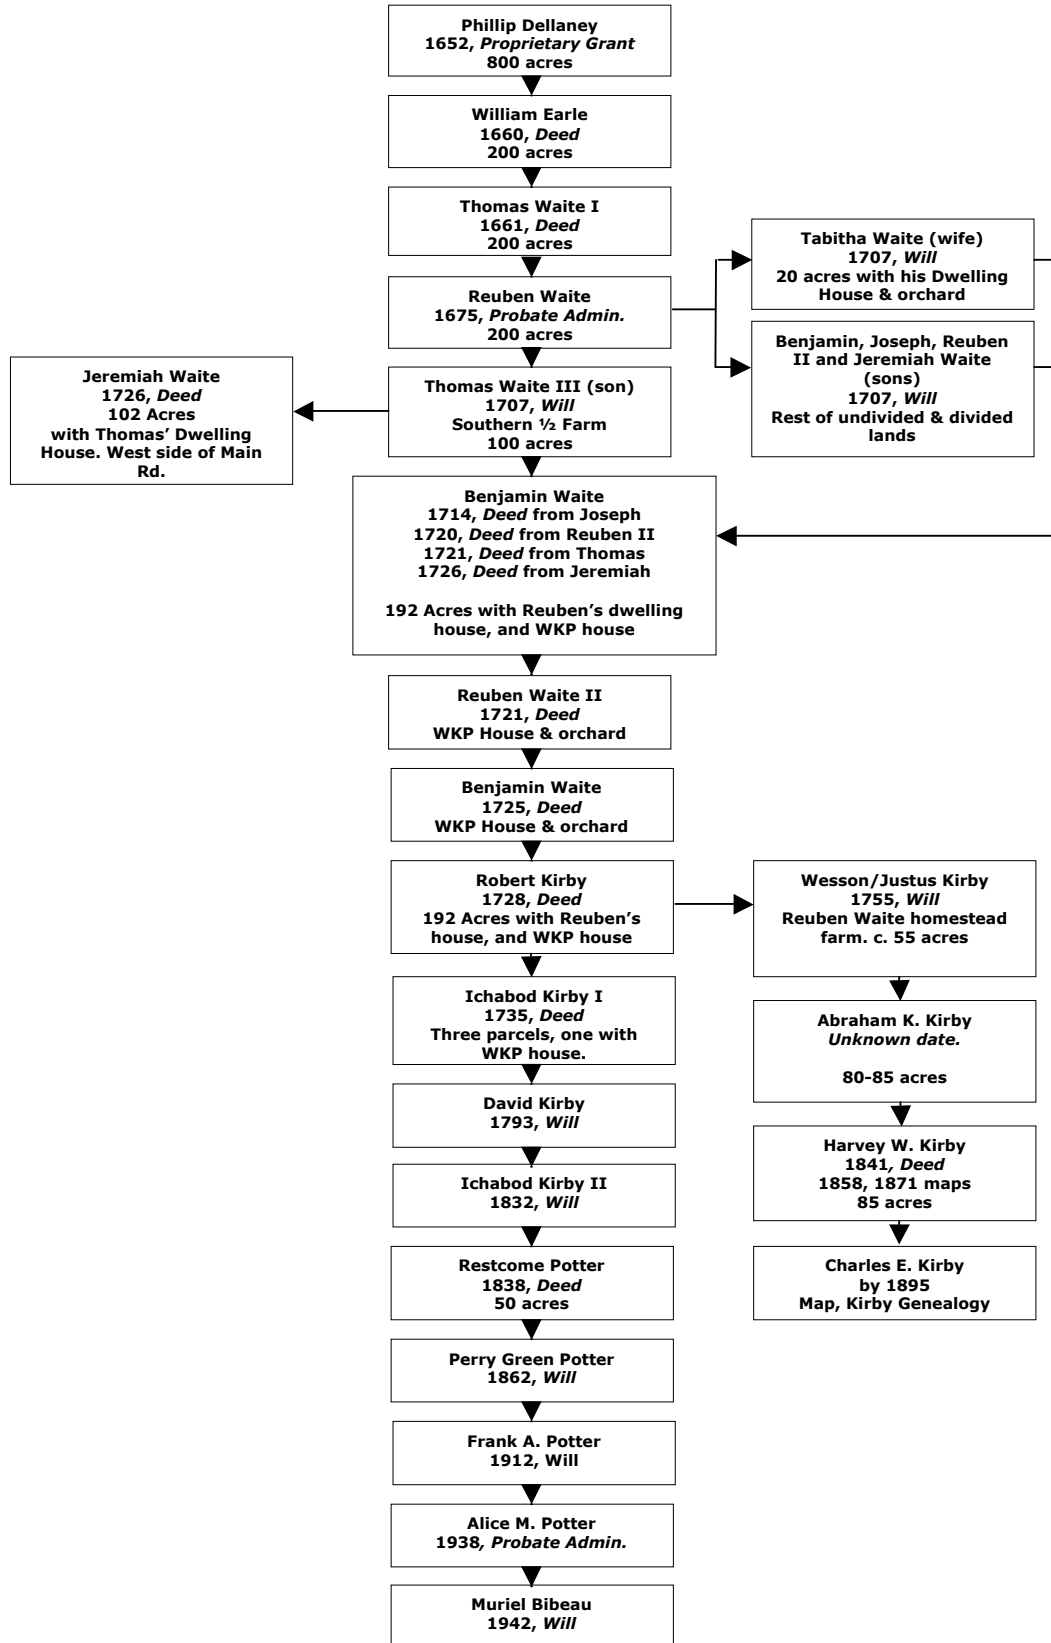 Phillip Dellaney
1652, Proprietary Grant
800 acres
William Earle
1660, Deed
200 acres
Thomas Waite I
1661, Deed
200 acres
Reuben Waite
1675, Probate Admin.
200 acres
Tabitha Waite (wife)
1707, Will
20 acres with his Dwelling
House & orchard
Benjamin, Joseph, Reuben
II and Jeremiah Waite
(sons)
1707, Will
Rest of undivided & divided
lands
Thomas Waite III (son)
1707, Will
Southern ½ Farm
100 acres
Jeremiah Waite
1726, Deed
102 Acres
with Thomas’ Dwelling
House. West side of Main
Rd.
Benjamin Waite
1714, Deed from Joseph
1720, Deed from Reuben II
1721, Deed from Thomas
1726, Deed from Jeremiah
192 Acres with Reuben’s dwelling
house, and WKP house
Reuben Waite II
1721, Deed
WKP House & orchard
Benjamin Waite
1725, Deed
WKP House & orchard
Robert Kirby
1728, Deed
192 Acres with Reuben’s
house, and WKP house
Wesson/Justus Kirby
1755, Will
Reuben Waite homestead
farm. c. 55 acres
Ichabod Kirby I
1735, Deed
Three parcels, one with
WKP house.
Abraham K. Kirby
Unknown date.
80-85 acres
David Kirby
1793, Will
Harvey W. Kirby
1841, Deed
1858, 1871 maps
85 acres
Ichabod Kirby II
1832, Will
Restcome Potter
1838, Deed
50 acres
Charles E. Kirby
by 1895
Map, Kirby Genealogy
Perry Green Potter
1862, Will
Frank A. Potter
1912, Will
Alice M. Potter
1938, Probate Admin.
Muriel Bibeau
1942, Will